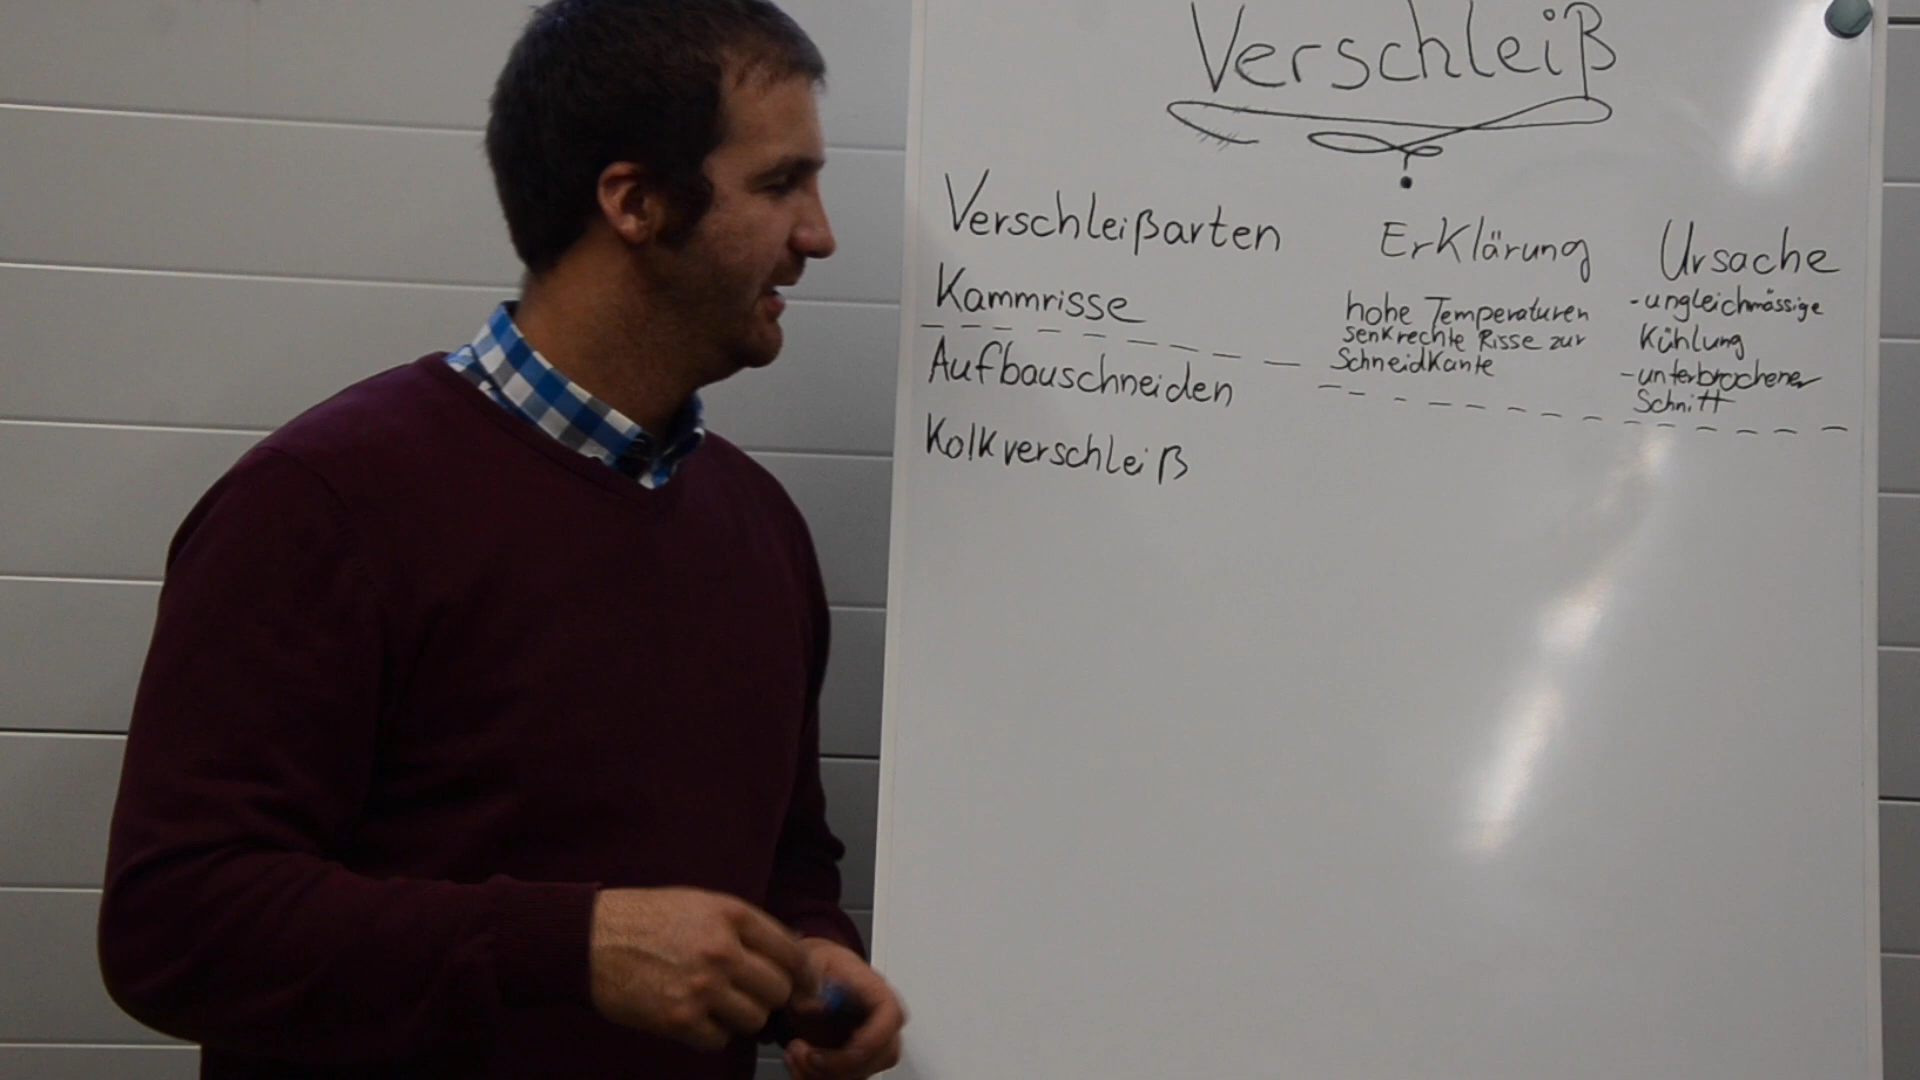 Verschleiß
Verschleißarten
Erklärung
Ursache
Kammrisse
hohe Temperaturen
senkrechte Risse zur
Schneidkante
-ungleichmässige
Kühlung
-unterbrochener
Schnitt
Aufbauschneiden
Kolkverschleiß